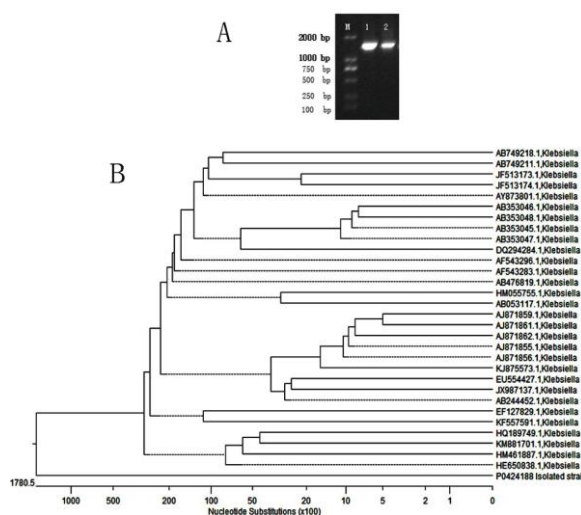 A
M 1 2
2000 bp
1000 bp
750 bp
500 bp
250 bp
100 bp
B
AB749218.1,Klebsiella
AB749211.1,Klebsiella
JF513173.1,Klebsiella
JF513174.1,Klebsiella
AY873801.1,Klebsiella
AB353046.1,Klebsiella
AB353048.1,Klebsiella
AB353045.1,Klebsiella
AB353047.1,Klebsiella
DQ294284.1,Klebsiella
AF543296.1,Klebsiella
AF543283.1,Klebsiella
AB476819.1,Klebsiella
HM055755.1,Klebsiella
AB053117.1,Klebsiella
AJ871859.1,Klebsiella
AJ871861.1,Klebsiella
AJ871862.1,Klebsiella
AJ871855.1,Klebsiella
AJ871856.1,Klebsiella
KJ875573.1,Klebsiella
EU554427.1,Klebsiella
JX987137.1,Klebsiella
AB244452.1,Klebsiella
EF127829.1,Klebsiella
KF557591.1,Klebsiella
HQ189749.1,Klebsiella
KM881701.1,Klebsiella
HM461887.1,Klebsiella
HE650838.1,Klebsiella
P0424188 Isolated strai
1780.5
1000 500 200 100 50 20 10 5 2 1 0
Nucleotide Substitutions (x100)